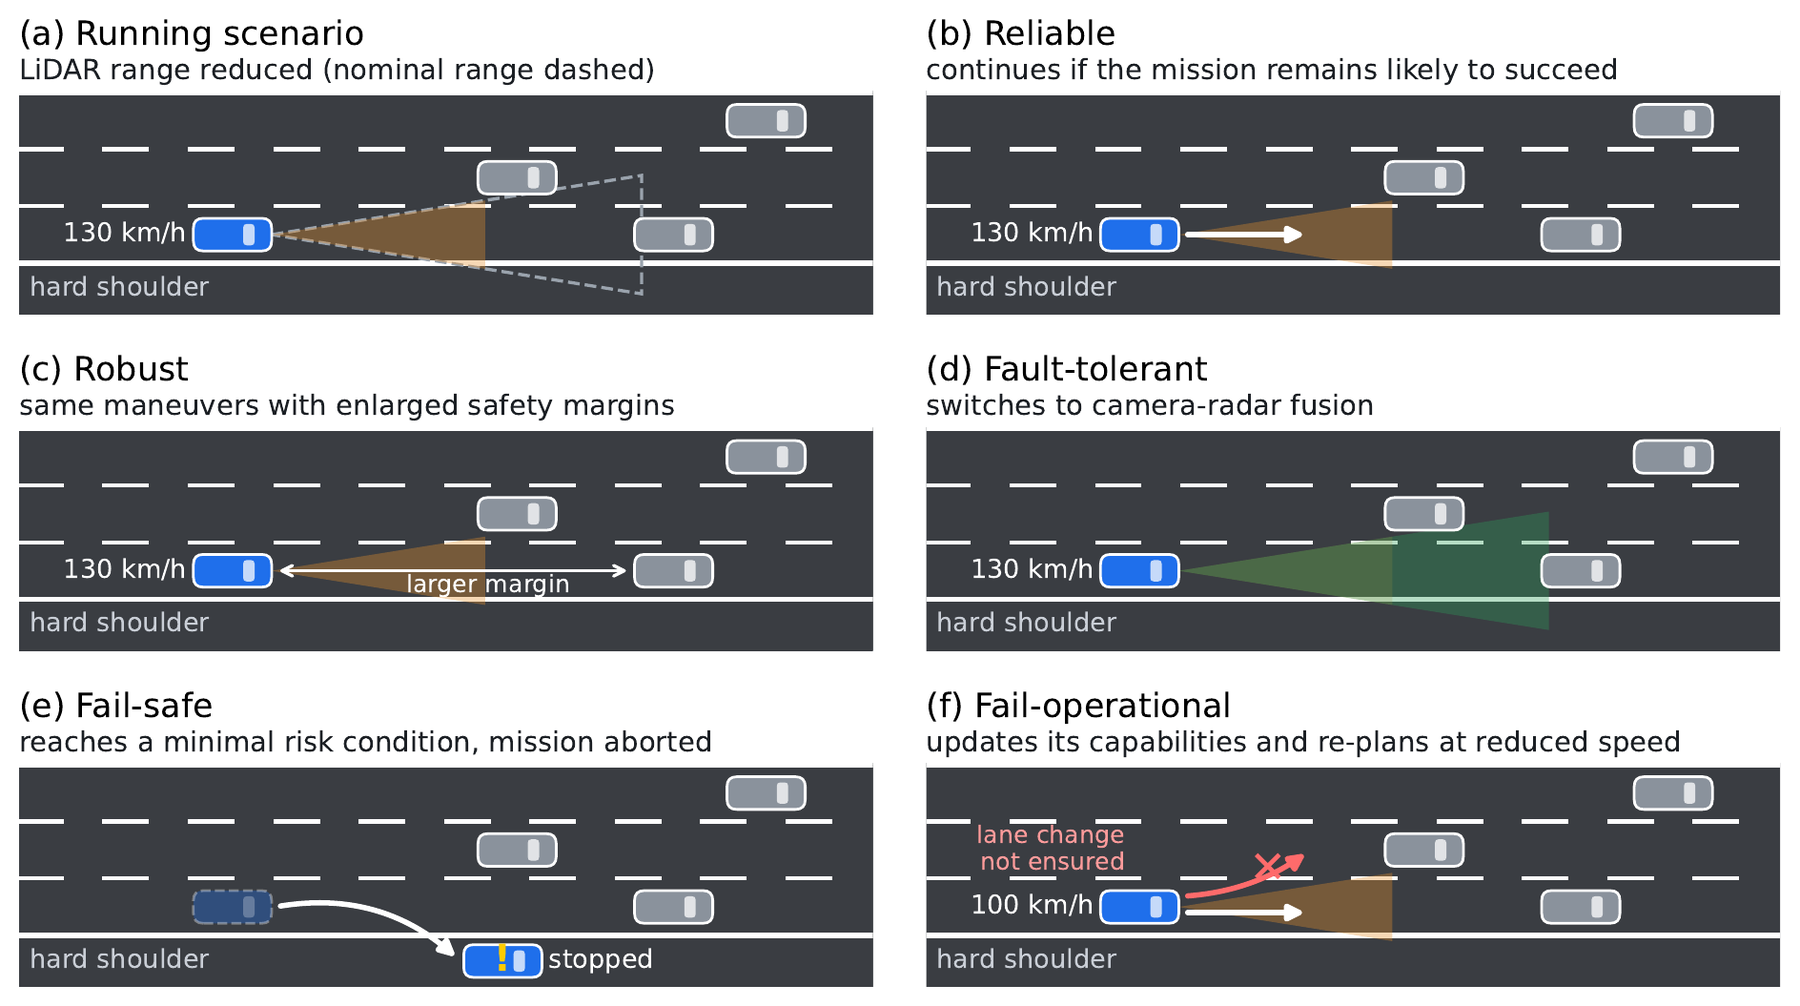 (a) Running scenario
LiDAR range reduced (nominal range dashed)
130 km/h
hard shoulder
(b) Reliable
continues if the mission remains likely to succeed
130 km/h
hard shoulder
(c) Robust
same maneuvers with enlarged safety margins
130 km/h
larger margin
hard shoulder
(d) Fault-tolerant
switches to camera-radar fusion
130 km/h
hard shoulder
(e) Fail-safe
reaches a minimal risk condition, mission aborted
hard shoulder
!
stopped
(f) Fail-operational
updates its capabilities and re-plans at reduced speed
lane change
not ensured
100 km/h
hard shoulder